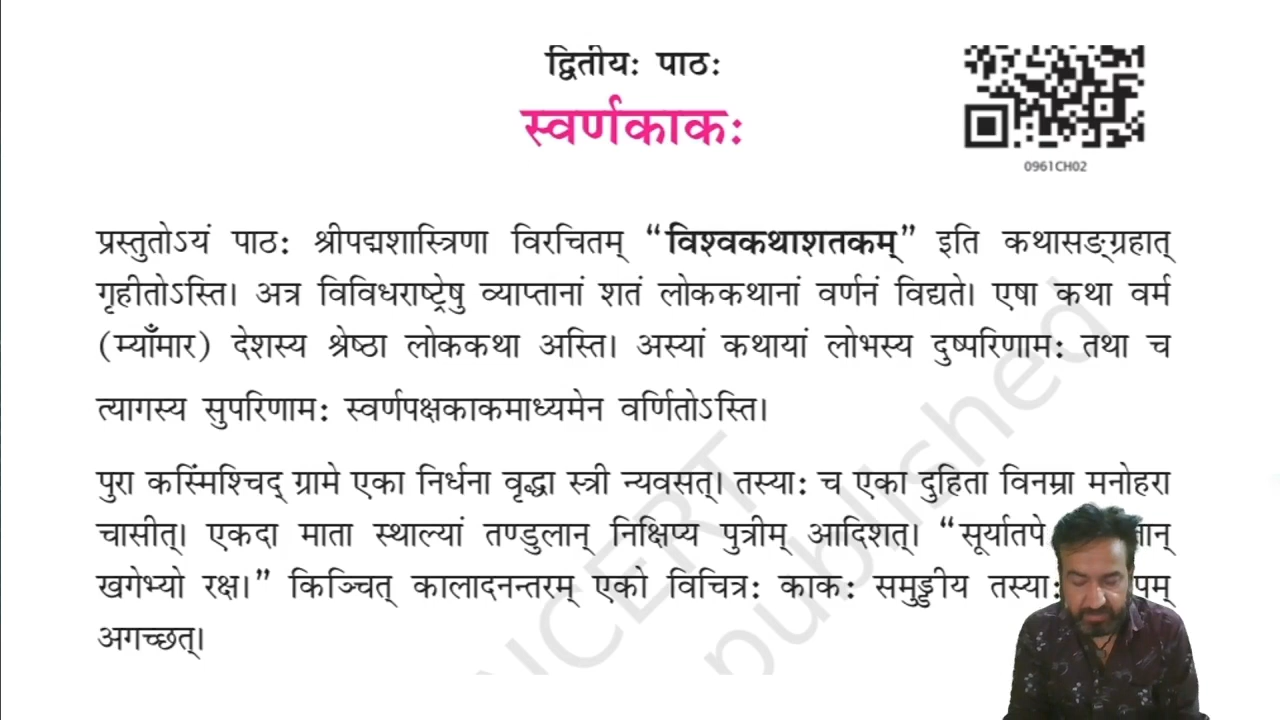 द्वितीयः पाठः
स्वर्णकाकः
0961CH02
प्रस्तुतोऽयं पाठः श्रीपद्मशास्त्रिणा विरचितम् “विश्वकथाशतकम्” इति कथासङ्ग्रहात्
गृहीतोऽस्ति। अत्र विविधराष्ट्रेषु व्याप्तानां शतं लोककथानां वर्णनं विद्यते। एषा कथा वर्म
(म्याँमार) देशस्य श्रेष्ठा लोककथा अस्ति। अस्यां कथायां लोभस्य दुष्परिणामः तथा च
त्यागस्य सुपरिणामः स्वर्णपक्षकाकमाध्यमेन वर्णितोऽस्ति।
पुरा कस्मिंश्चिद् ग्रामे एका निर्धना वृद्धा स्त्री न्यवसत्। तस्याः च एका दुहिता विनम्रा मनोहरा
चासीत्। एकदा माता स्थाल्यां तण्डुलान् निक्षिप्य पुत्रीम् आदिशत्। “सूर्यातपे
खगेभ्यो रक्ष।” किञ्चित् कालादनन्तरम् एको विचित्रः काकः समुड्डीय तस्याः
अगच्छत्।
NCERT
published